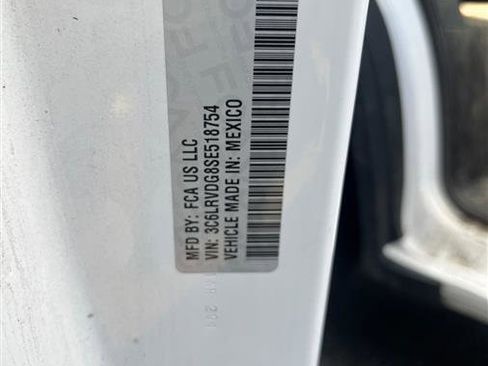 MFD BY: FCA US LLC
VIN: 3C6LRVDG8SE518754
VEHICLE MADE IN: MEXICO